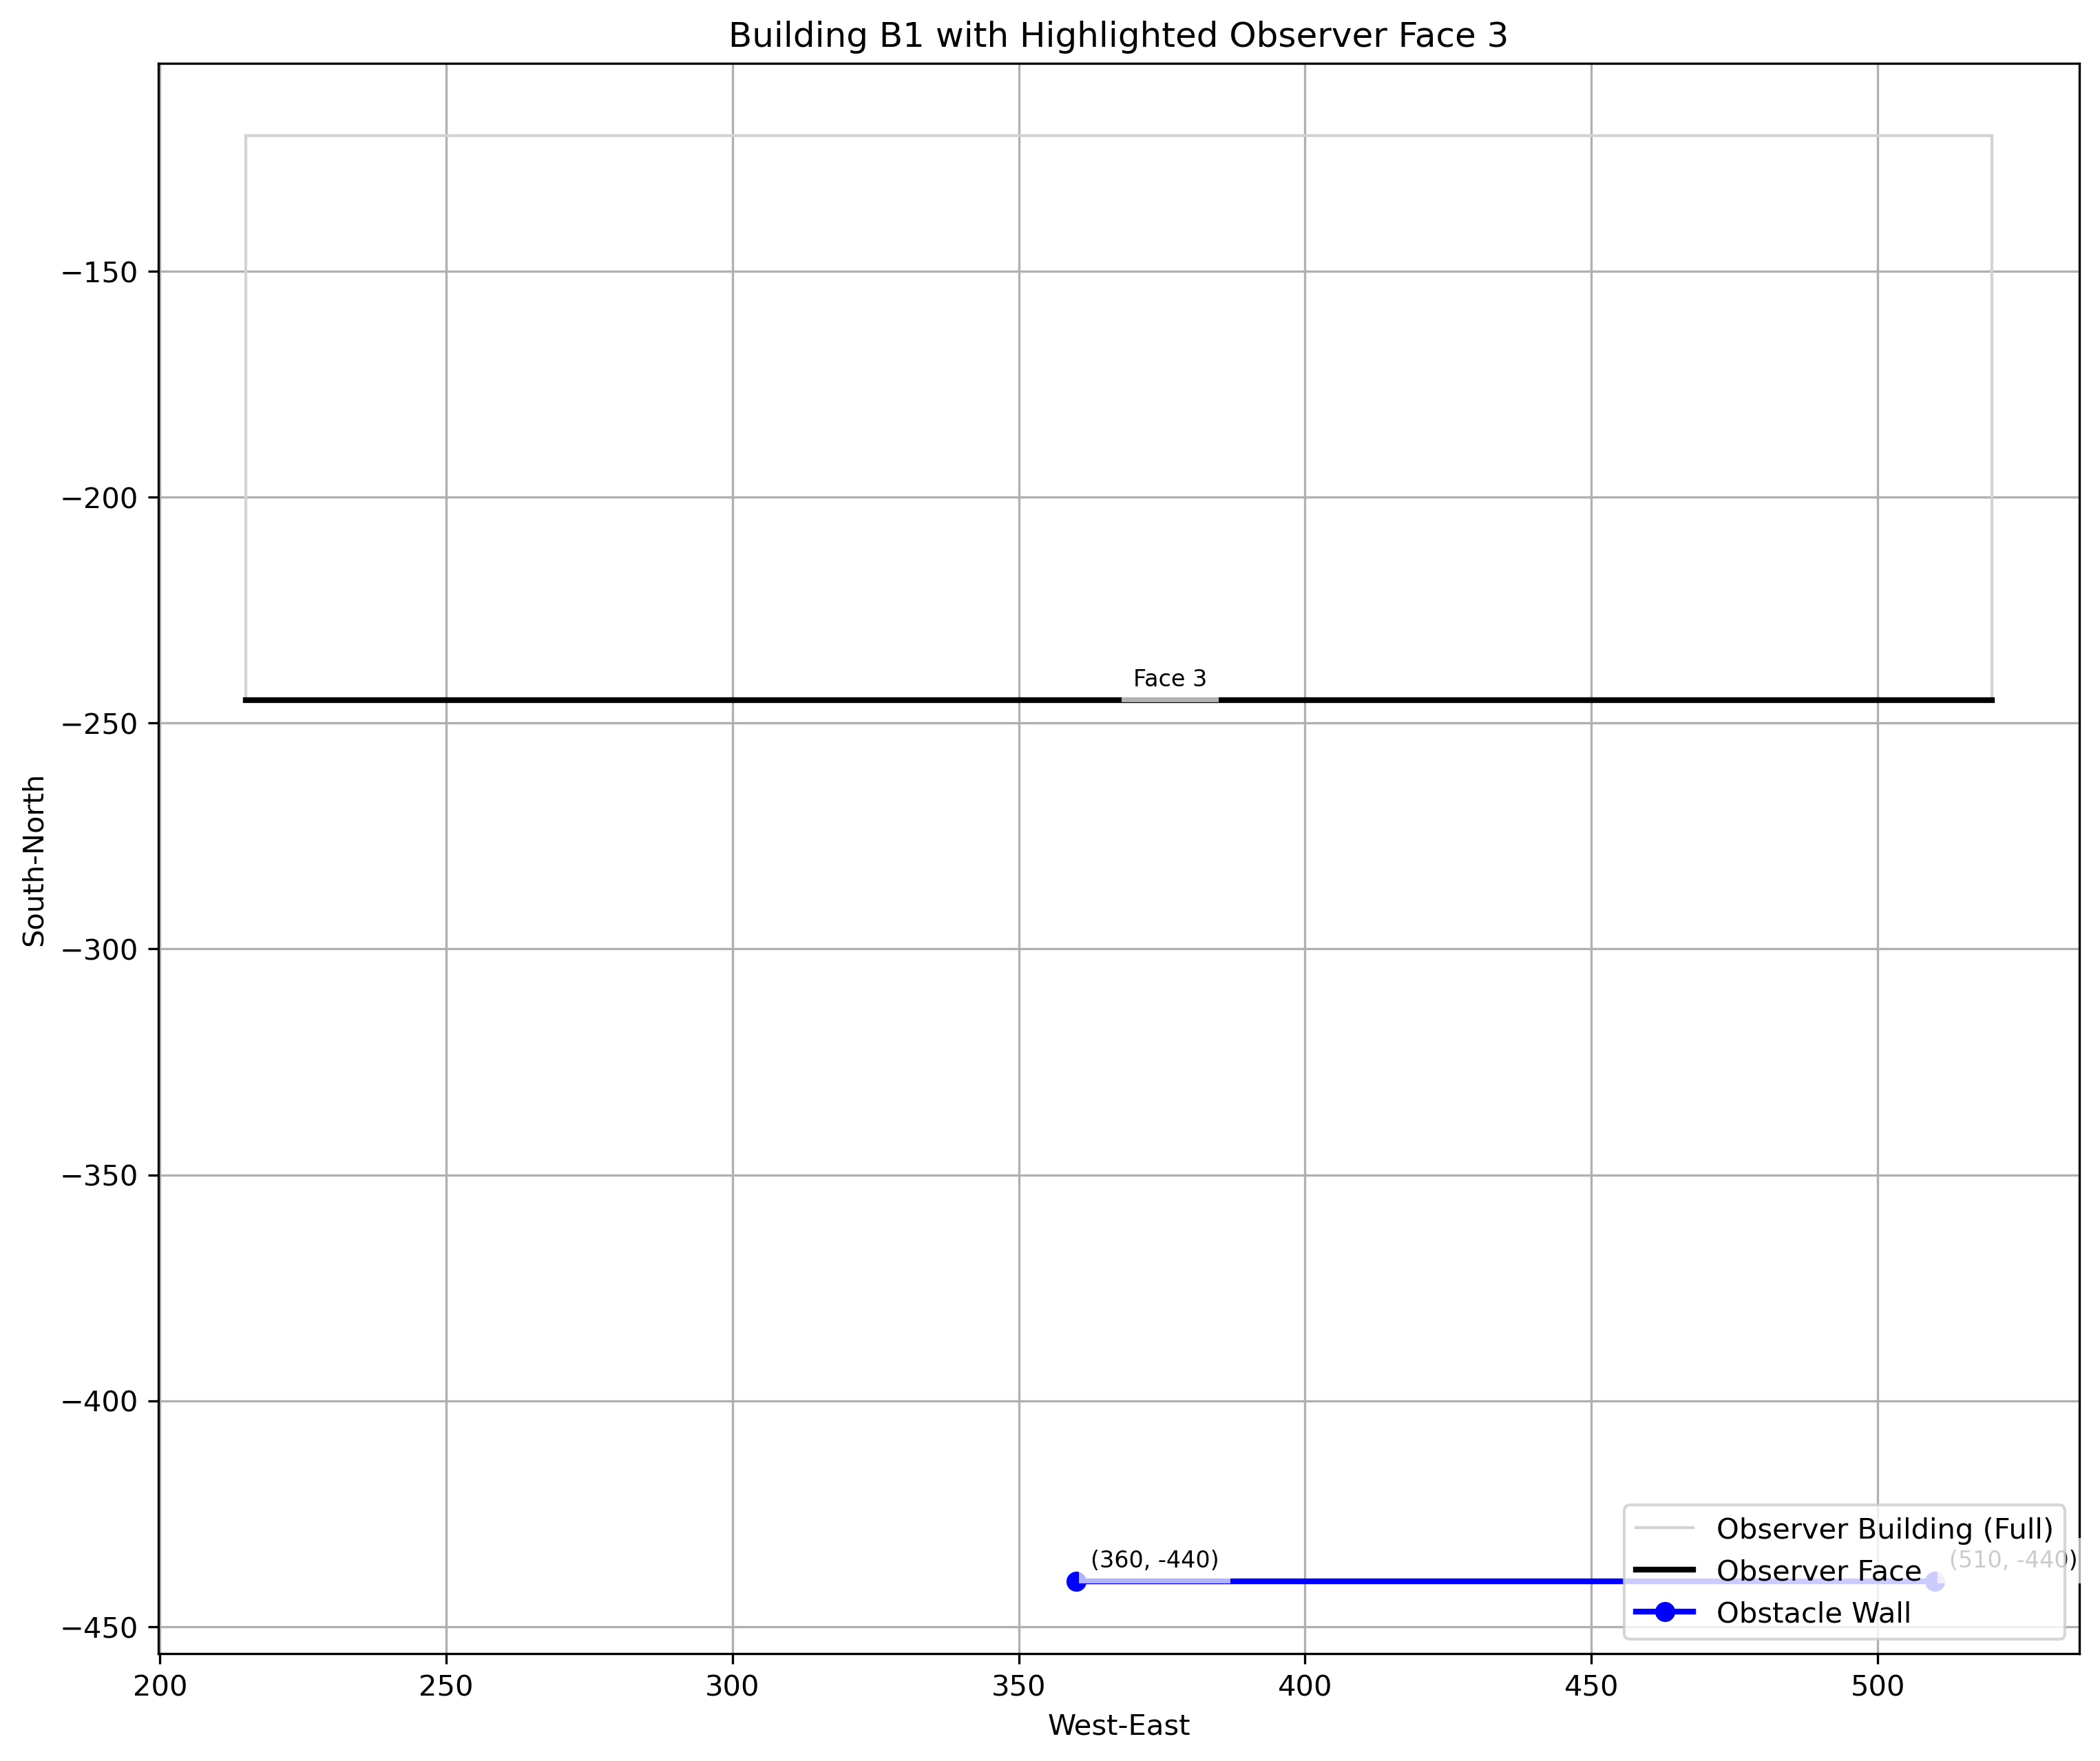 Building B1 with Highlighted Observer Face 3
South-North
−150
−200
−250
−300
−350
−400
−450
Face 3
(360, -440)
(510, -440)
Observer Building (Full)
Observer Face
Obstacle Wall
200
250
300
350
400
450
500
West-East